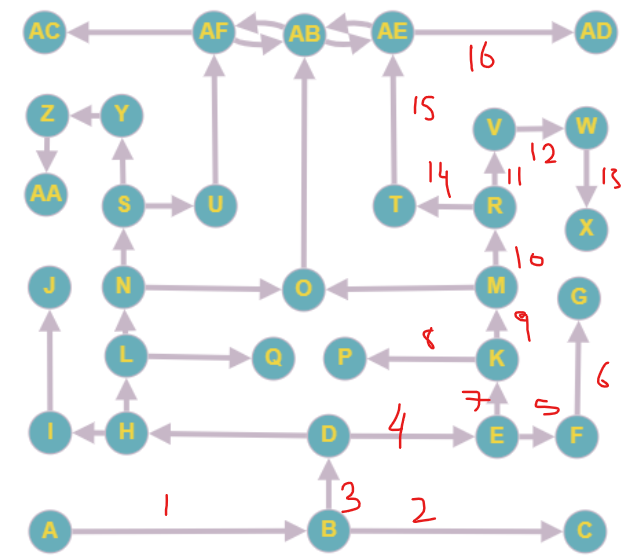 AC AF AB AE AD
16
Z Y 15 V W
12
AA S U 14 T 11 R 13 X
10
J N O M G
9
L Q P 8 K
6
7 5
I H D 4 E F
1 3 2
A B C